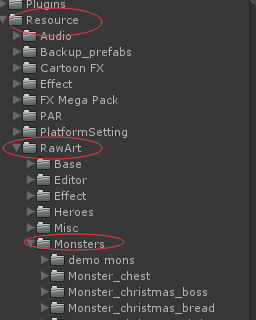 Plugins
Resource
Audio
Backup_prefabs
Cartoon FX
Effect
FX Mega Pack
PAR
PlatformSetting
RawArt
Base
Editor
Effect
Heroes
Misc
Monsters
demo mons
Monster_chest
Monster_christmas_boss
Monster_christmas_bread